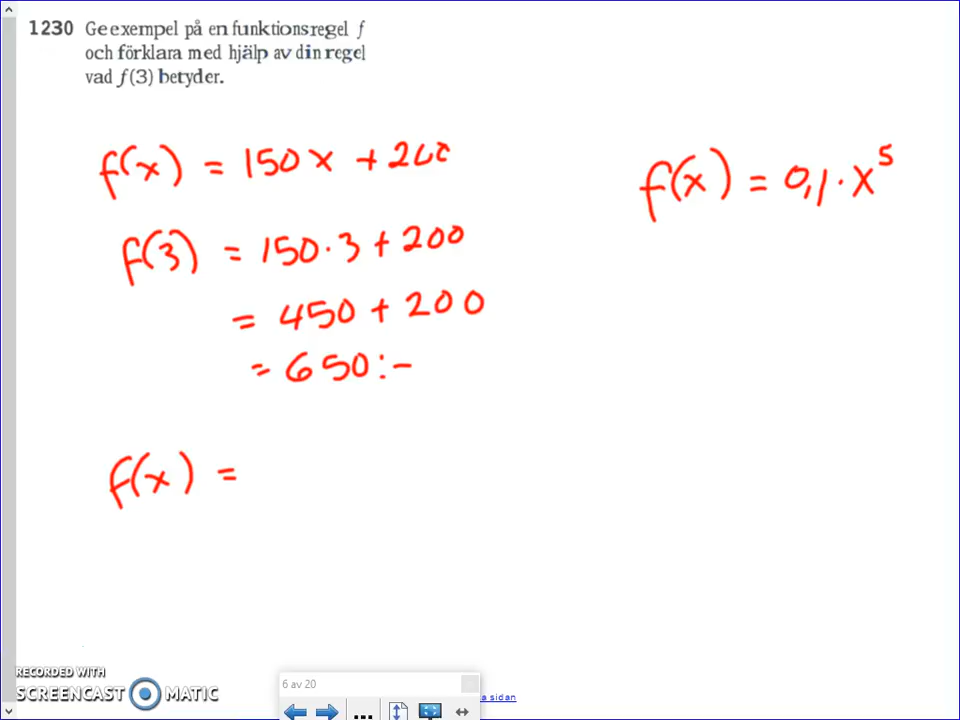 1230 Ge exempel på en funktionsregel f
och förklara med hjälp av din regel
vad f(3) betyder.
f(x) = 150x + 200
f(x) = 0,1 · x⁵
f(3) = 150 · 3 + 200
= 450 + 200
= 650:-
f(x) =
RECORDED WITH
SCREENCAST MATIC
6 av 20
a sidan
...